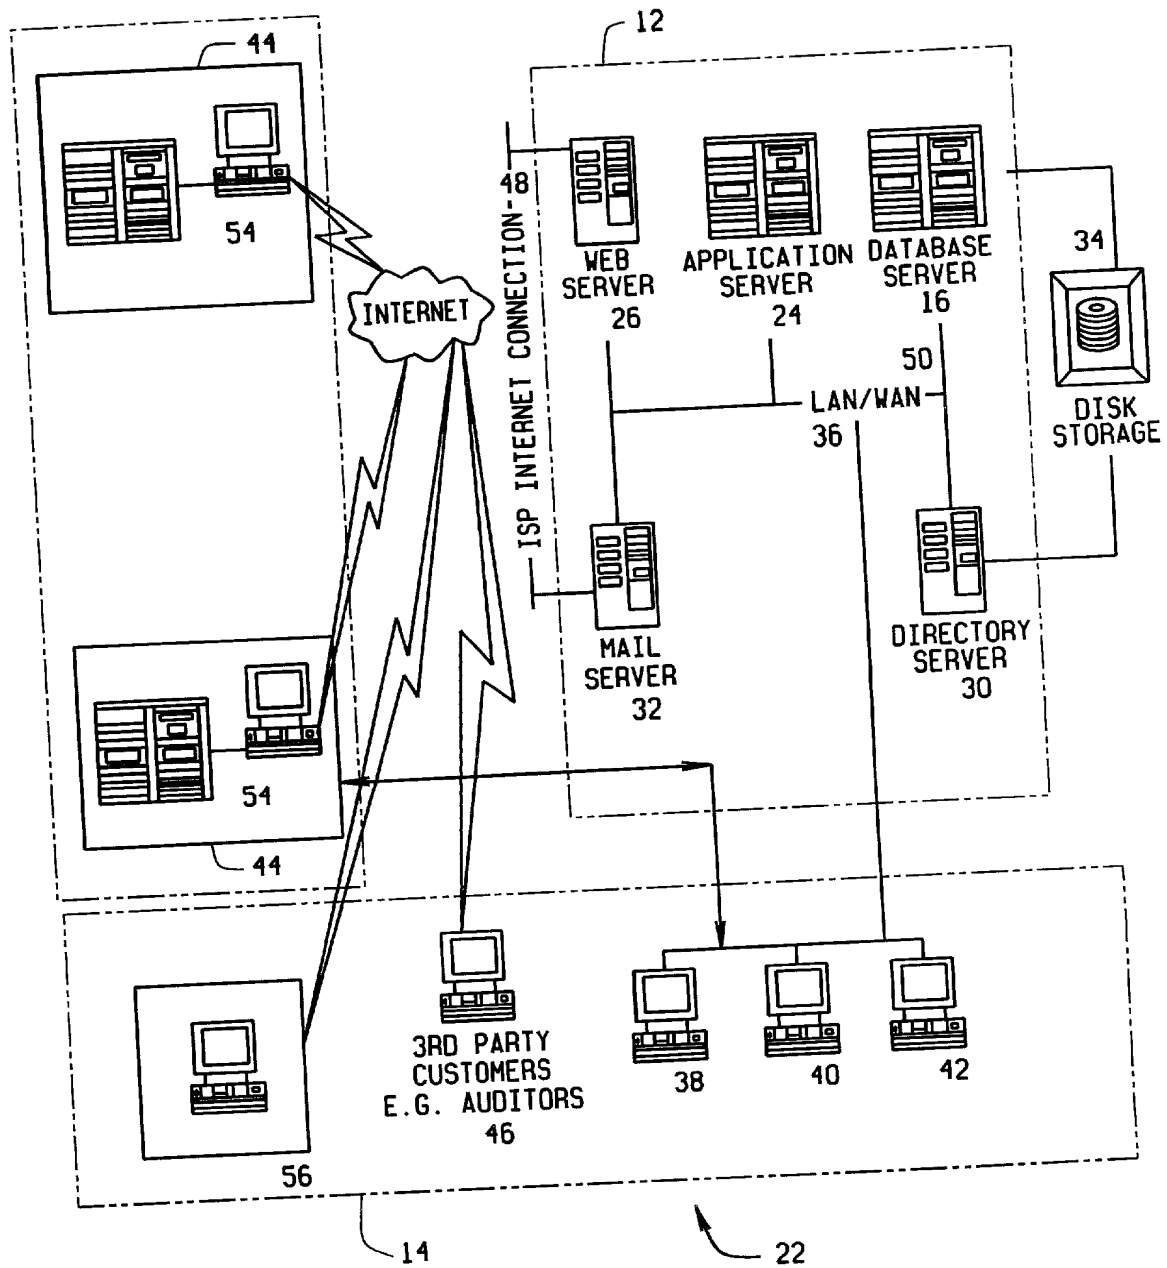 12
44
54
INTERNET
ISP INTERNET CONNECTION-48
WEB
SERVER
26
APPLICATION
SERVER
24
DATABASE
SERVER
16
34
DISK
STORAGE
50
LAN/WAN
36
MAIL
SERVER
32
DIRECTORY
SERVER
30
54
44
3RD PARTY
CUSTOMERS
E.G. AUDITORS
46
38
40
42
56
14
22